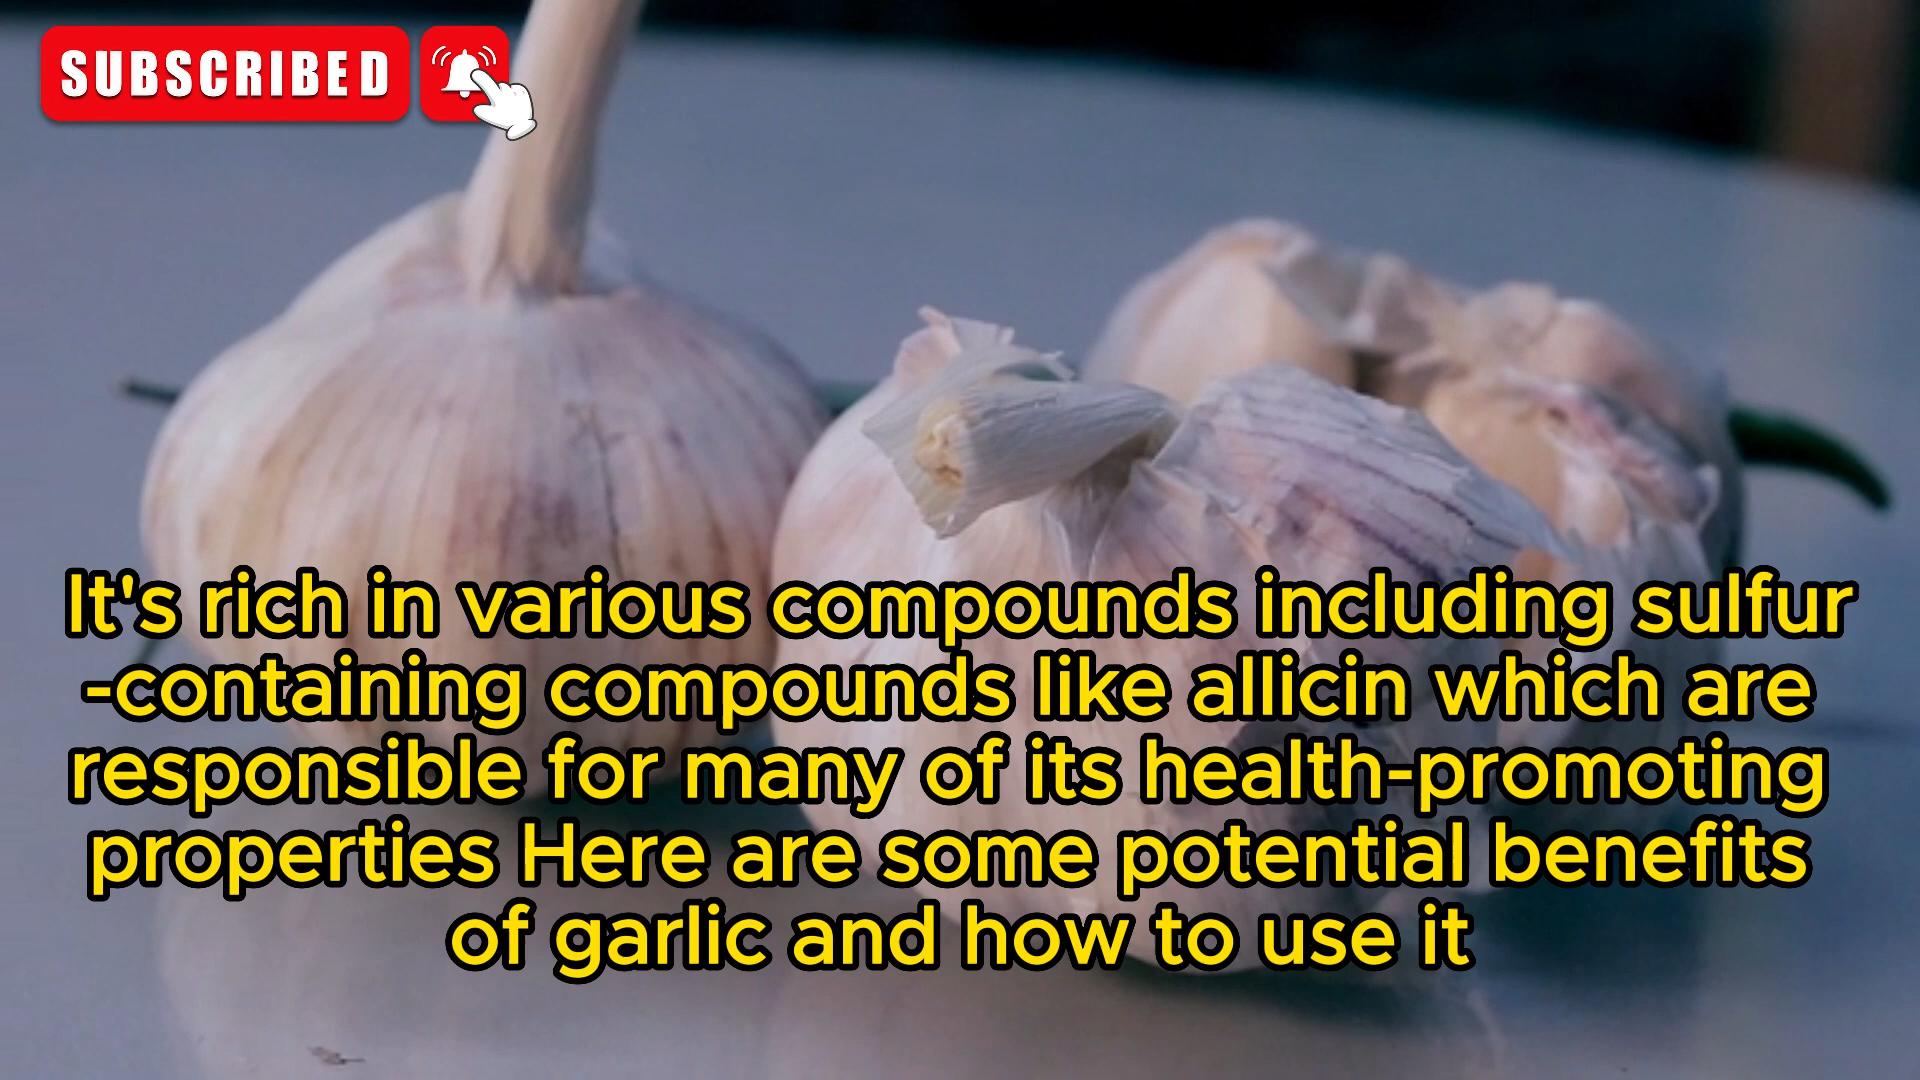 SUBSCRIBED
It's rich in various compounds including sulfur
-containing compounds like allicin which are
responsible for many of its health-promoting
properties Here are some potential benefits
of garlic and how to use it